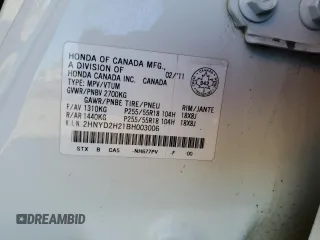 HONDA OF CANADA MFG.,
A DIVISION OF 02/11
HONDA CANADA INC. CANADA
TYPE: MPV/VTUM
GVWR/PNBV 2700KG
GAWR/PNBE TIRE/PNEU RIM/JANTE
F/AV 1310KG P255/55R18 104H 18X8J
R/AR 1440KG P255/55R18 104H 18X8J
2HNYD2H21BH003006
STX B CA5 NH677PV F 00
DREAMBID